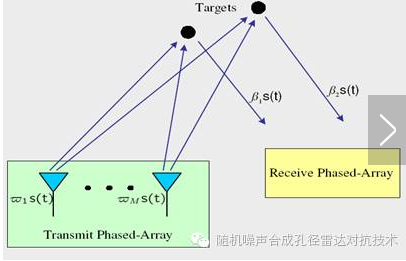 Targets
β₁s(t)
β₂s(t)
ϖ₁s(t)
ϖ_M s(t)
Receive Phased-Array
Transmit Phased-Array
随机噪声合成孔径雷达对抗技术